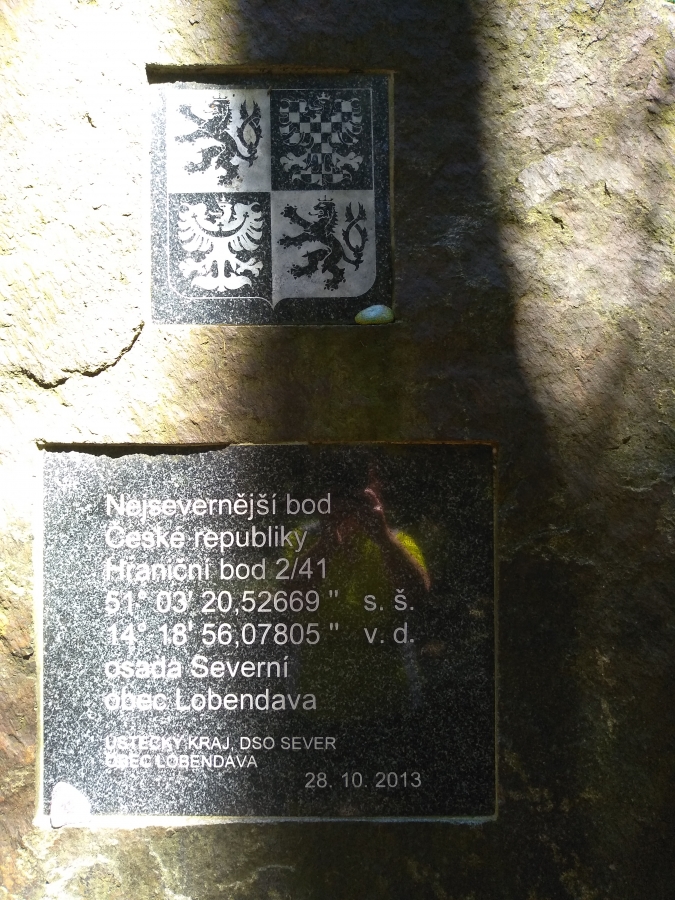 Nejsevernější bod
České republiky
Hraniční bod 2/41
51° 03' 20,52669 " s. š.
14° 18' 56,07805 " v. d.
osada Severní
obec Lobendava
ÚSTECKÝ KRAJ, DSO SEVER
OBEC LOBENDAVA
28. 10. 2013